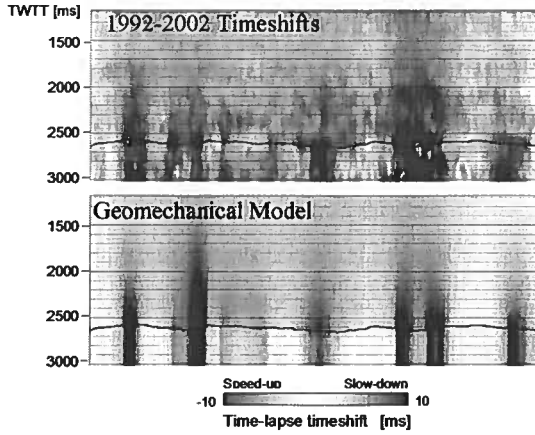 TWTT [ms]
1992-2002 Timeshifts
1500
2000
2500
3000
Geomechanical Model
1500
2000
2500
3000
Speed-up Slow-down
-10 10
Time-lapse timeshift [ms]